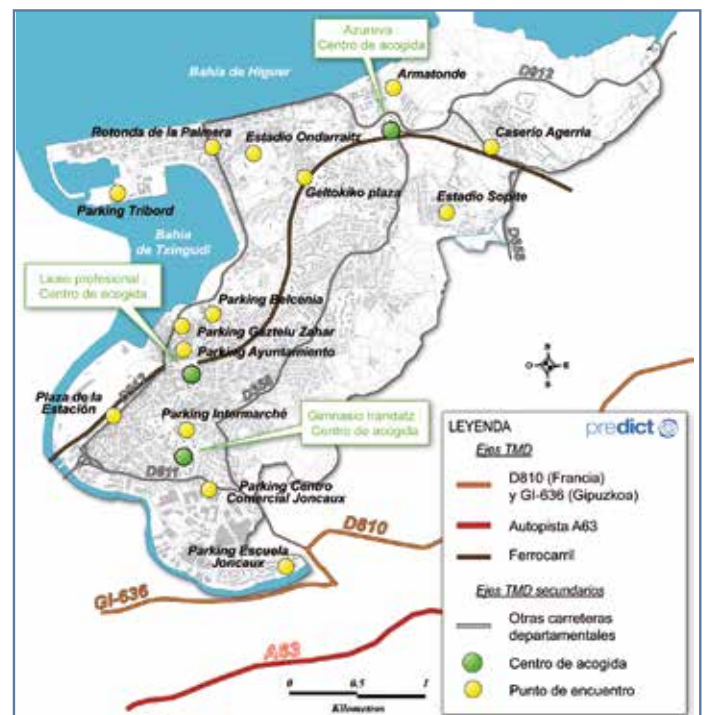 Azureva :
Centro de acogida
Bahía de Higuer
Armatonde
D912
Rotonda de la Palmera
Estadio Ondarraitz
Caserío Agerria
Geltokiko plaza
Parking Tribord
Estadio Sopite
Bahía
de Txingudi
D358
Liceo profesional :
Centro de acogida
Parking Belcenia
Parking Gaztelu Zahar
Parking Ayuntamiento
D912
D358
Plaza de la
Estación
Parking Intermarché
Gimnasio Irandatz :
Centro de acogida
D811
Parking Centro
Comercial Joncaux
Parking Escuela
Joncaux
D810
GI-636
A63
N
O
E
S
0
0.5
1
Kilometros
LEYENDA
predict
Ejes TMD
D810 (Francia)
y GI-636 (Gipuzkoa)
Autopista A63
Ferrocarril
Ejes TMD secundarios
Otras carreteras
departamentales
Centro de acogida
Punto de encuentro